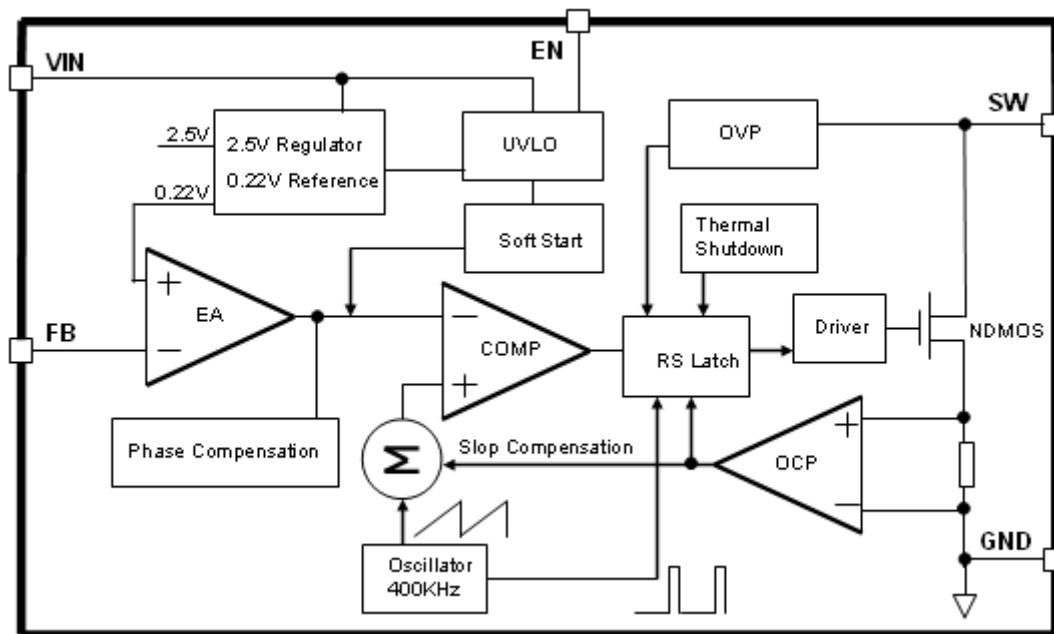 EN
VIN
SW
2.5V
2.5V Regulator
0.22V Reference
0.22V
UVLO
OVP
Soft Start
Thermal
Shutdown
+
EA
−
FB
−
COMP
+
RS Latch
Driver
NDMOS
Phase Compensation
Σ
Slop Compensation
+
OCP
−
Oscillator
400KHz
GND